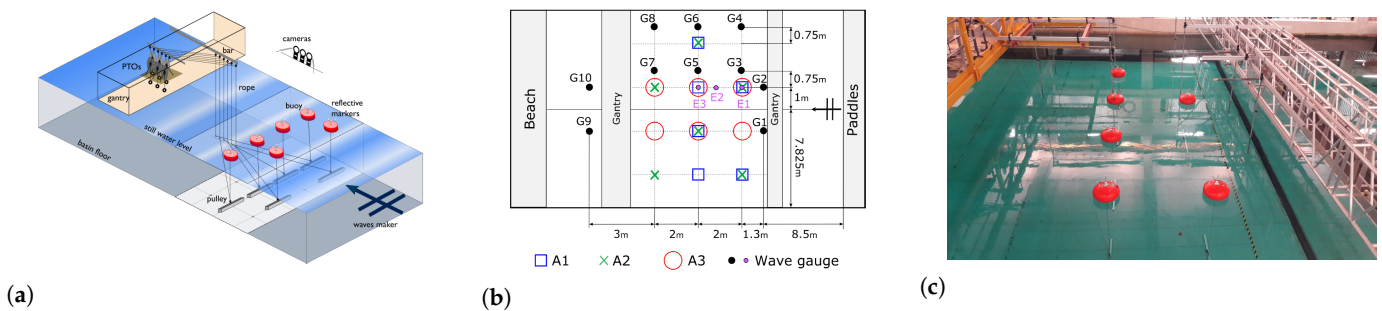 cameras
bar
PTOs
gantry
rope
reflective
markers
buoy
still water level
basin floor
pulley
waves maker
(a)
G8
G6
G4
0.75m
G7
G5
G3
0.75m
G10
G2
E3
E2
E1
1m
Beach
Gantry
Gantry
Paddles
G9
G1
7.825m
3m
2m
2m
1.3m
8.5m
A1
A2
A3
Wave gauge
(b)
(c)